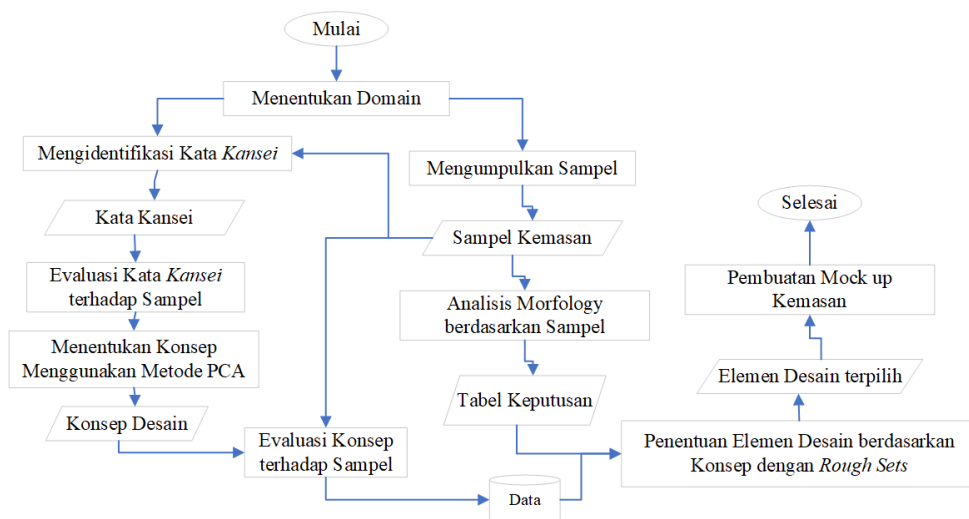 Mulai
Menentukan Domain
Mengidentifikasi Kata Kansei
Mengumpulkan Sampel
Kata Kansei
Sampel Kemasan
Selesai
Evaluasi Kata Kansei
terhadap Sampel
Analisis Morfology
berdasarkan Sampel
Pembuatan Mock up
Kemasan
Menentukan Konsep
Menggunakan Metode PCA
Konsep Desain
Tabel Keputusan
Elemen Desain terpilih
Evaluasi Konsep
terhadap Sampel
Penentuan Elemen Desain berdasarkan
Konsep dengan Rough Sets
Data